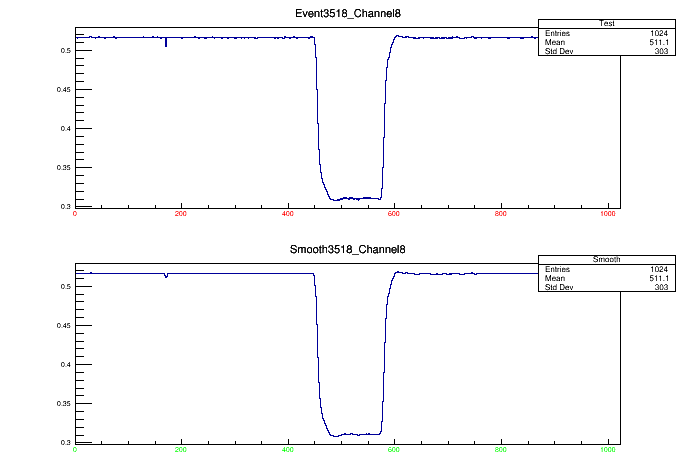 Event3518_Channel8
Test
Entries 1024
Mean 511.1
Std Dev 303
0.5
0.45
0.4
0.35
0.3
0 200 400 600 800 1000
Smooth3518_Channel8
Smooth
Entries 1024
Mean 511.1
Std Dev 303
0.5
0.45
0.4
0.35
0.3
0 200 400 600 800 1000